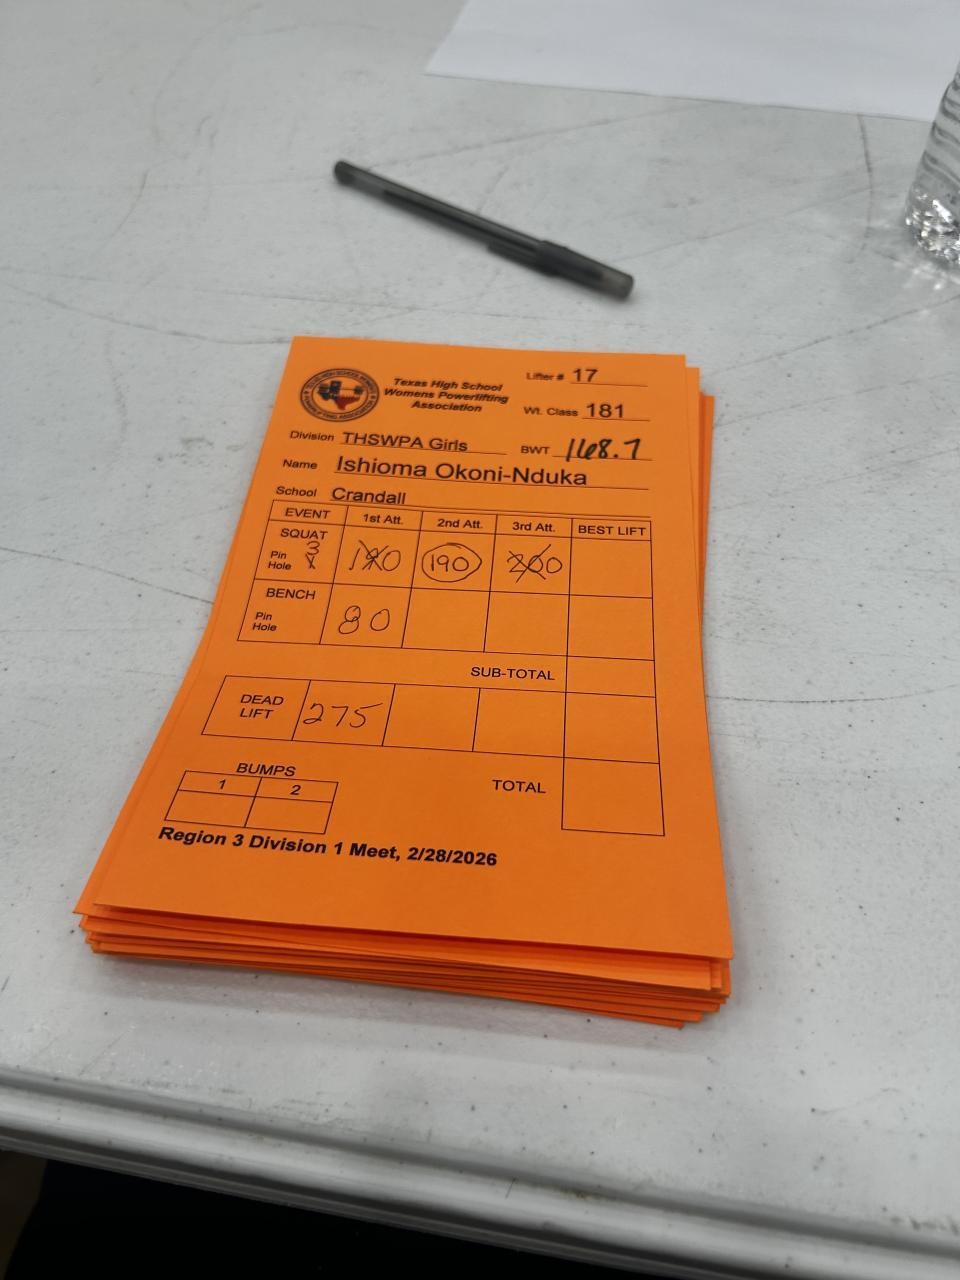 Texas High School
Womens Powerlifting
Association
Lifter # 17
Wt. Class 181
Division THSWPA Girls
BWT 168.7
Name Ishioma Okoni-Nduka
School Crandall
EVENT 1st Att. 2nd Att. 3rd Att. BEST LIFT
SQUAT
Pin Hole 3 190 190 200
BENCH
Pin Hole 80
SUB-TOTAL
DEAD LIFT 275
BUMPS
1 2
TOTAL
Region 3 Division 1 Meet, 2/28/2026